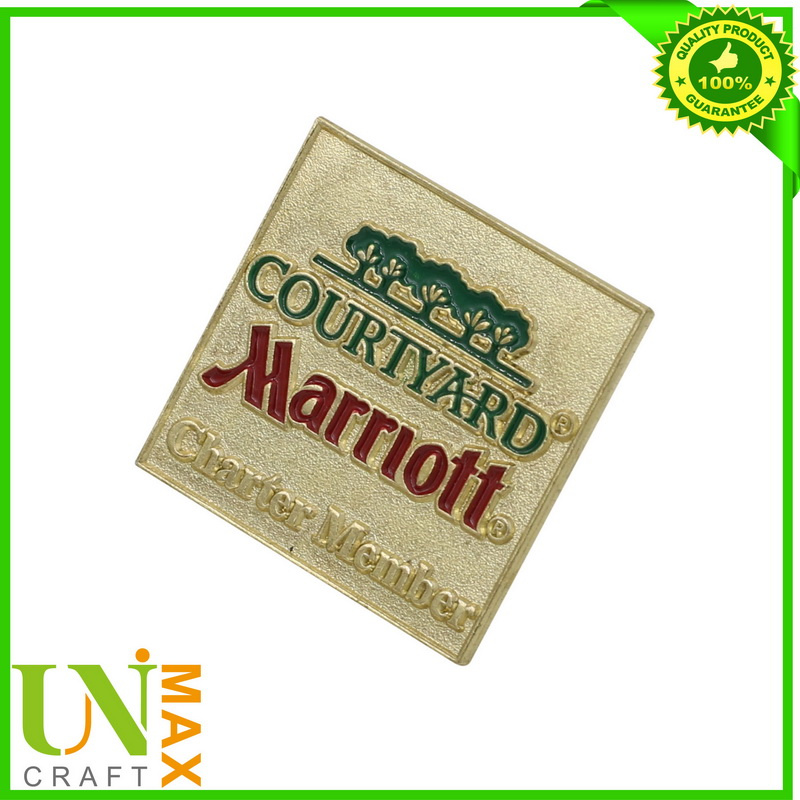 QUALITY PRODUCT
100%
GUARANTEE
COURTYARD®
Marriott®
Charter Member
UNI
MAX
CRAFT